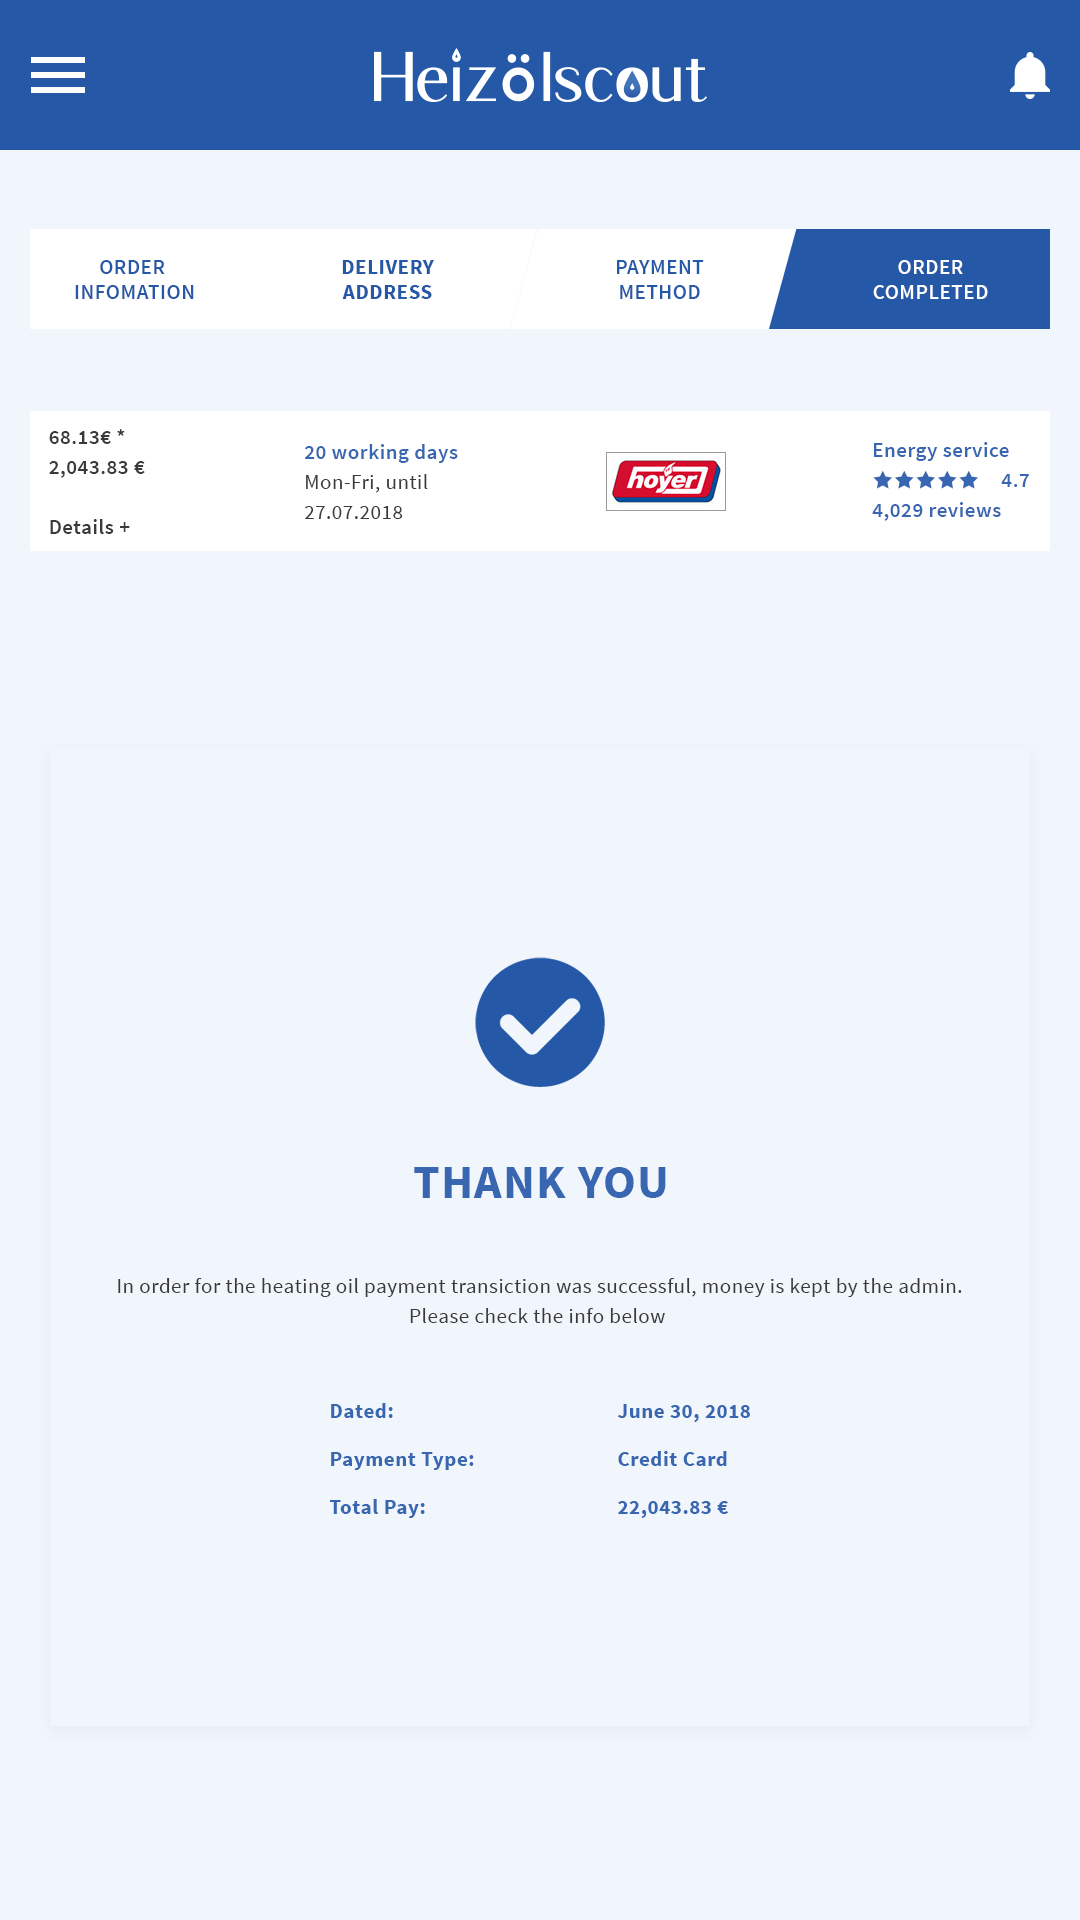 Heizölscout
ORDER
INFOMATION
DELIVERY
ADDRESS
PAYMENT
METHOD
ORDER
COMPLETED
68.13€ *
2,043.83 €
Details +
20 working days
Mon-Fri, until
27.07.2018
hoyer
Energy service
4.7
4,029 reviews
THANK YOU
In order for the heating oil payment transiction was successful, money is kept by the admin.
Please check the info below
Dated: June 30, 2018
Payment Type: Credit Card
Total Pay: 22,043.83 €